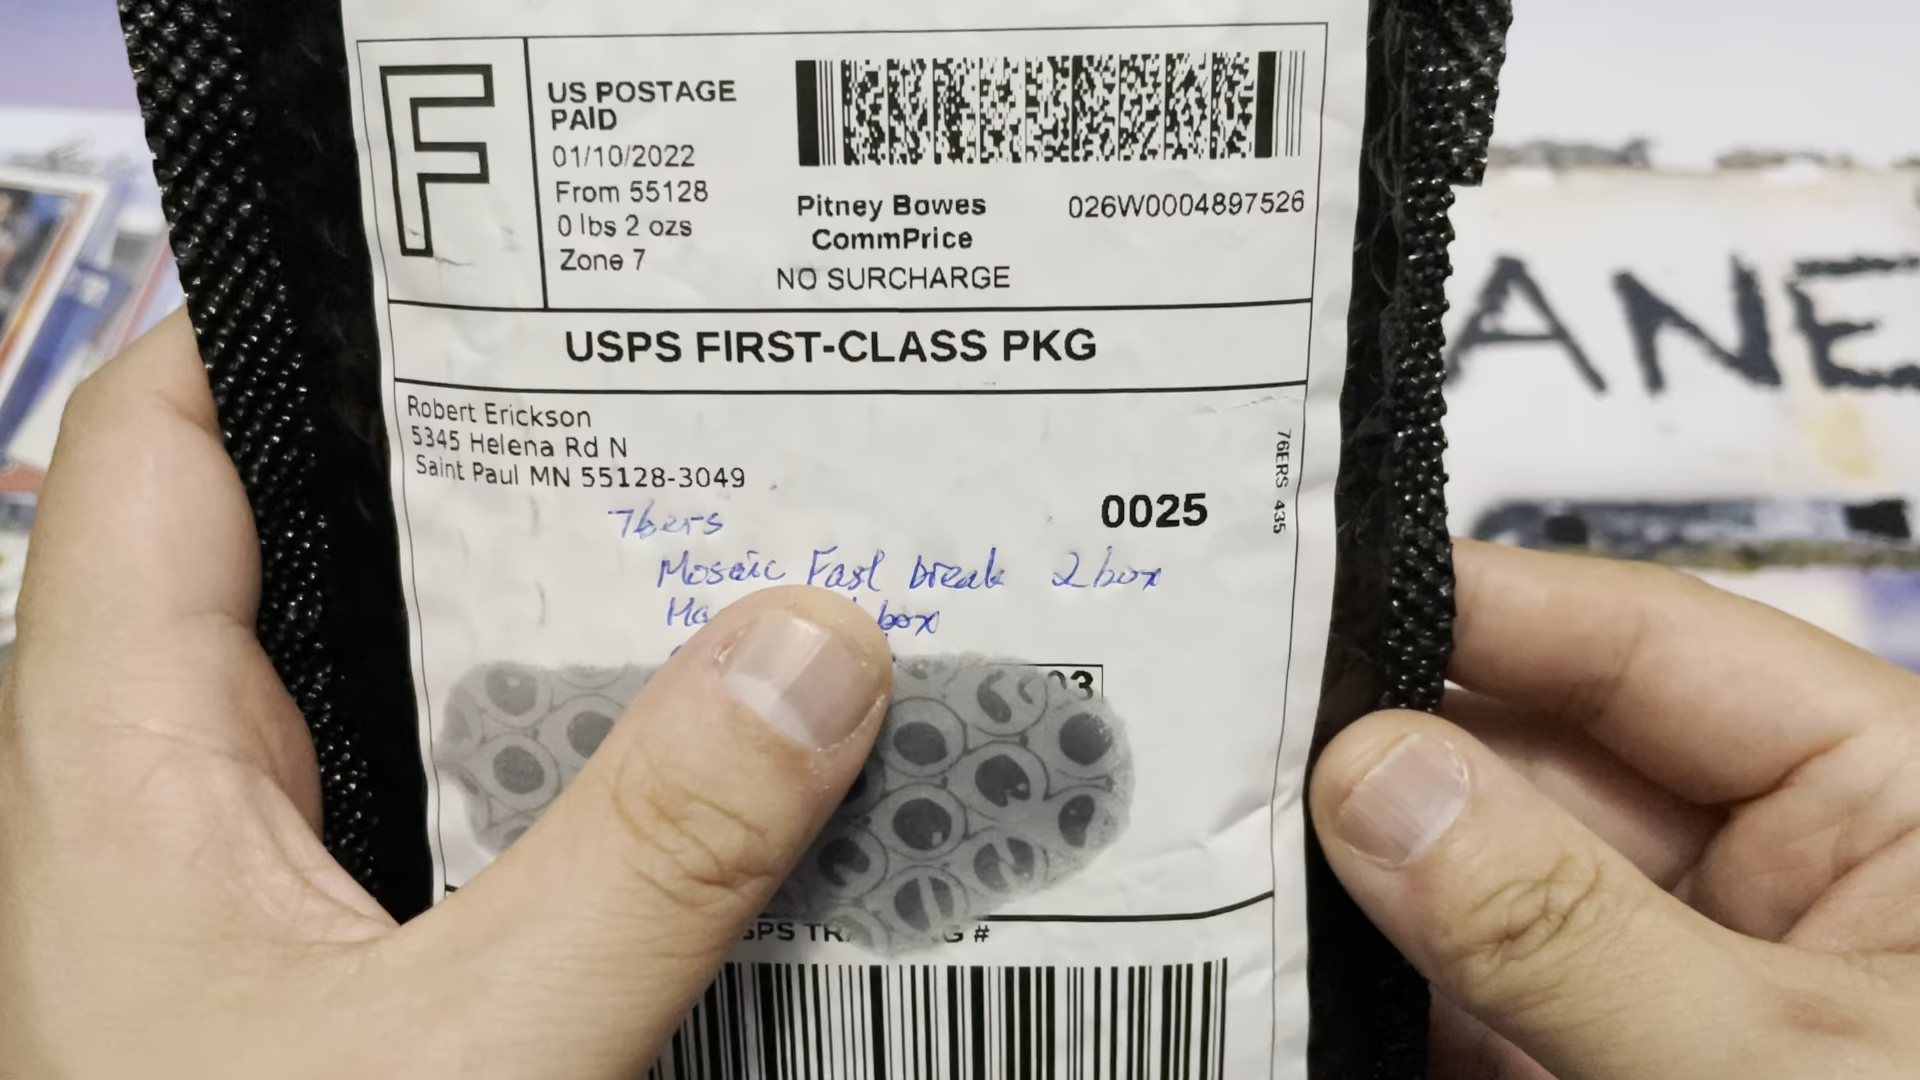 F
US POSTAGE
PAID
01/10/2022
From 55128
0 lbs 2 ozs
Zone 7
Pitney Bowes
CommPrice
NO SURCHARGE
026W0004897526
USPS FIRST-CLASS PKG
Robert Erickson
5345 Helena Rd N
Saint Paul MN 55128-3049
0025
76ERS 435
76ers
Mosaic Fast break 2box
box
#
ANE